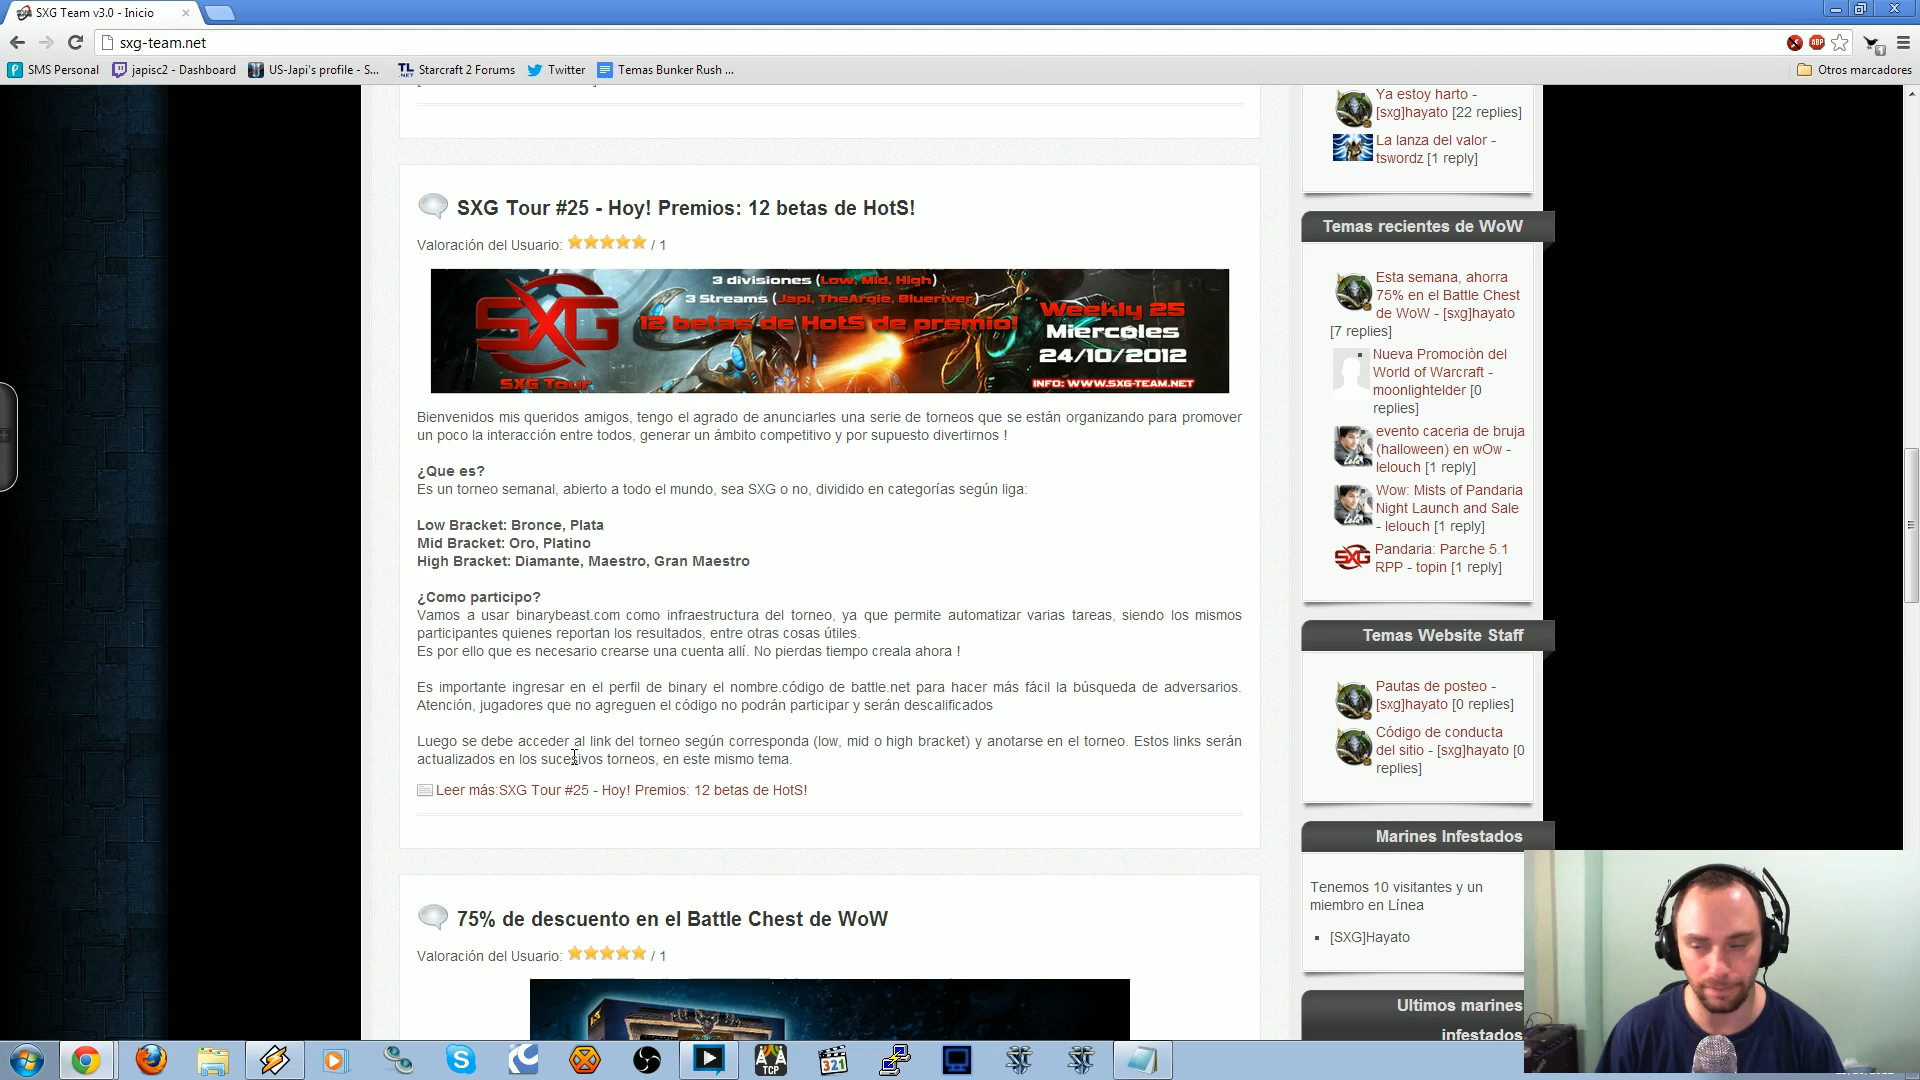 SXG Team v3.0 - Inicio
sxg-team.net
ABP
1
SMS Personal
japisc2 - Dashboard
US-Japi's profile - S...
TL
Starcraft 2 Forums
Twitter
Temas Bunker Rush ...
Otros marcadores
SXG Tour #25 - Hoy! Premios: 12 betas de HotS!
Valoración del Usuario: / 1
SXG
SXG Tour
3 divisiones (Low, Mid, High)
3 Streams (Japi, TheArgie, Blueriver)
12 betas de HotS de premio!
Weekly 25
Miercoles
24/10/2012
INFO: WWW.SXG-TEAM.NET
Bienvenidos mis queridos amigos, tengo el agrado de anunciarles una serie de torneos que se están organizando para promover
un poco la interacción entre todos, generar un ámbito competitivo y por supuesto divertirnos !
¿Que es?
Es un torneo semanal, abierto a todo el mundo, sea SXG o no, dividido en categorías según liga:
Low Bracket: Bronce, Plata
Mid Bracket: Oro, Platino
High Bracket: Diamante, Maestro, Gran Maestro
¿Como participo?
Vamos a usar binarybeast.com como infraestructura del torneo, ya que permite automatizar varias tareas, siendo los mismos
participantes quienes reportan los resultados, entre otras cosas útiles.
Es por ello que es necesario crearse una cuenta allí. No pierdas tiempo creala ahora !
Es importante ingresar en el perfil de binary el nombre.código de battle.net para hacer más fácil la búsqueda de adversarios.
Atención, jugadores que no agreguen el código no podrán participar y serán descalificados
Luego se debe acceder al link del torneo según corresponda (low, mid o high bracket) y anotarse en el torneo. Estos links serán
actualizados en los sucesivos torneos, en este mismo tema.
Leer más:SXG Tour #25 - Hoy! Premios: 12 betas de HotS!
75% de descuento en el Battle Chest de WoW
Valoración del Usuario: / 1
Ya estoy harto -
[sxg]hayato [22 replies]
La lanza del valor -
tswordz [1 reply]
Temas recientes de WoW
Esta semana, ahorra
75% en el Battle Chest
de WoW - [sxg]hayato
[7 replies]
Nueva Promociòn del
World of Warcraft -
moonlightelder [0
replies]
evento caceria de bruja
(halloween) en wOw -
lelouch [1 reply]
Wow: Mists of Pandaria
Night Launch and Sale
- lelouch [1 reply]
SXG
Pandaria: Parche 5.1
RPP - topin [1 reply]
Temas Website Staff
Pautas de posteo -
[sxg]hayato [0 replies]
Código de conducta
del sitio - [sxg]hayato [0
replies]
Marines Infestados
Tenemos 10 visitantes y un
miembro en Línea
[SXG]Hayato
Ultimos marines
infestados
TCP
321